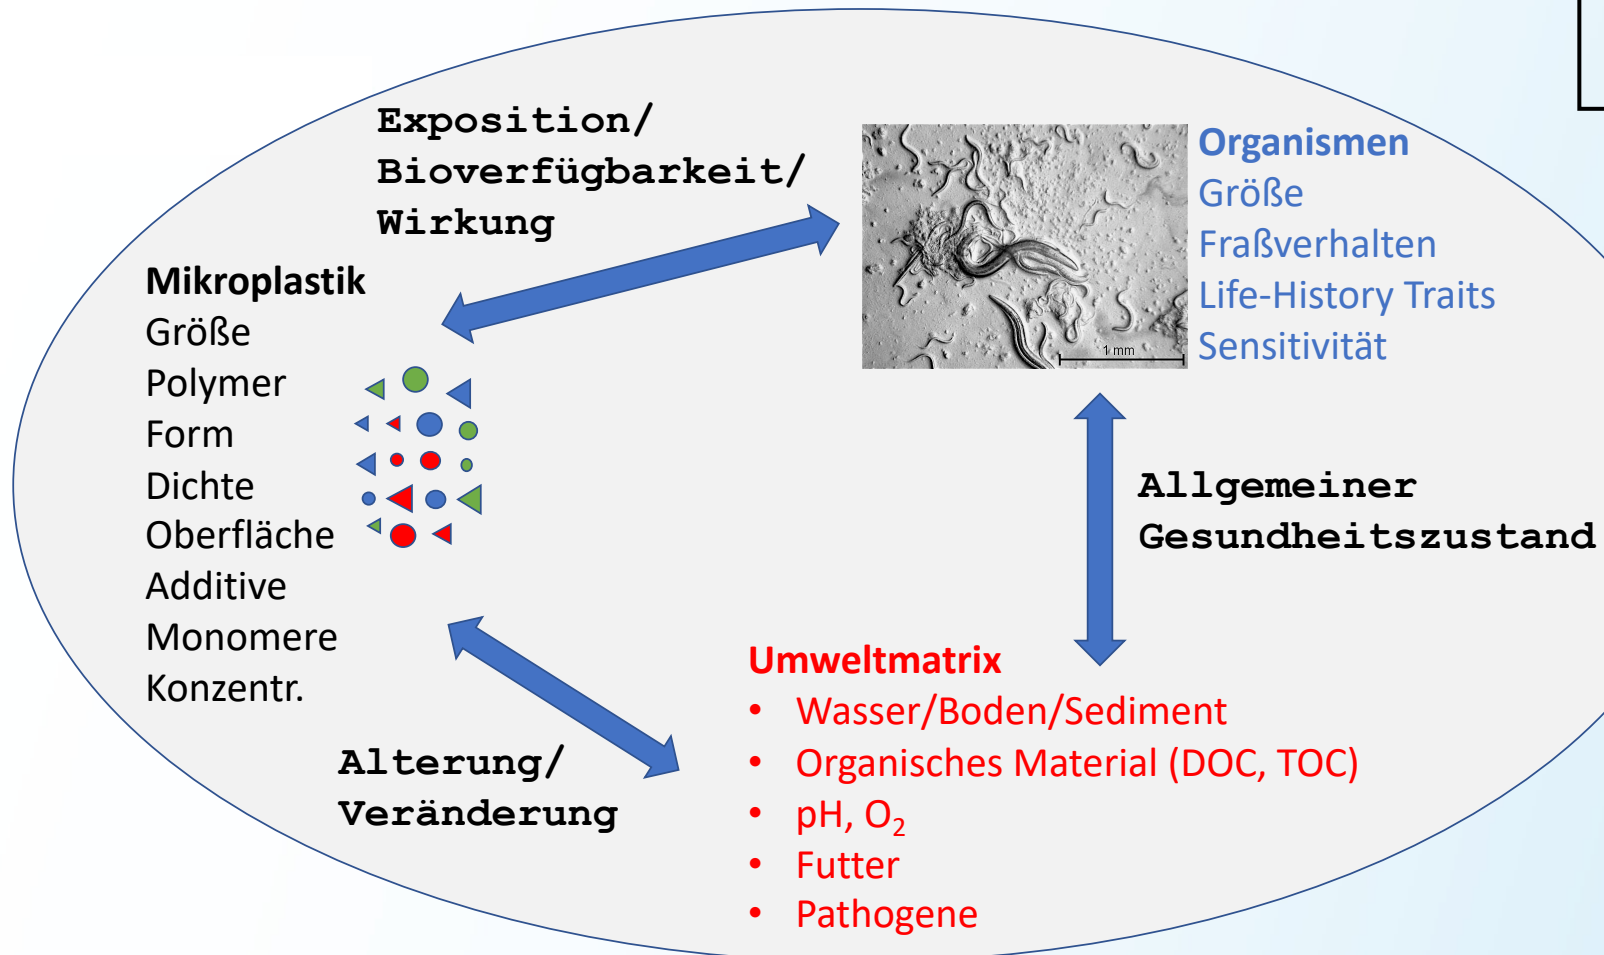 Exposition/
Bioverfügbarkeit/
Wirkung
Organismen
Größe
Fraßverhalten
Life-History Traits
Sensitivität
1 mm
Mikroplastik
Größe
Polymer
Form
Dichte
Oberfläche
Additive
Monomere
Konzentr.
Allgemeiner
Gesundheitszustand
Alterung/
Veränderung
Umweltmatrix
• Wasser/Boden/Sediment
• Organisches Material (DOC, TOC)
• pH, O₂
• Futter
• Pathogene